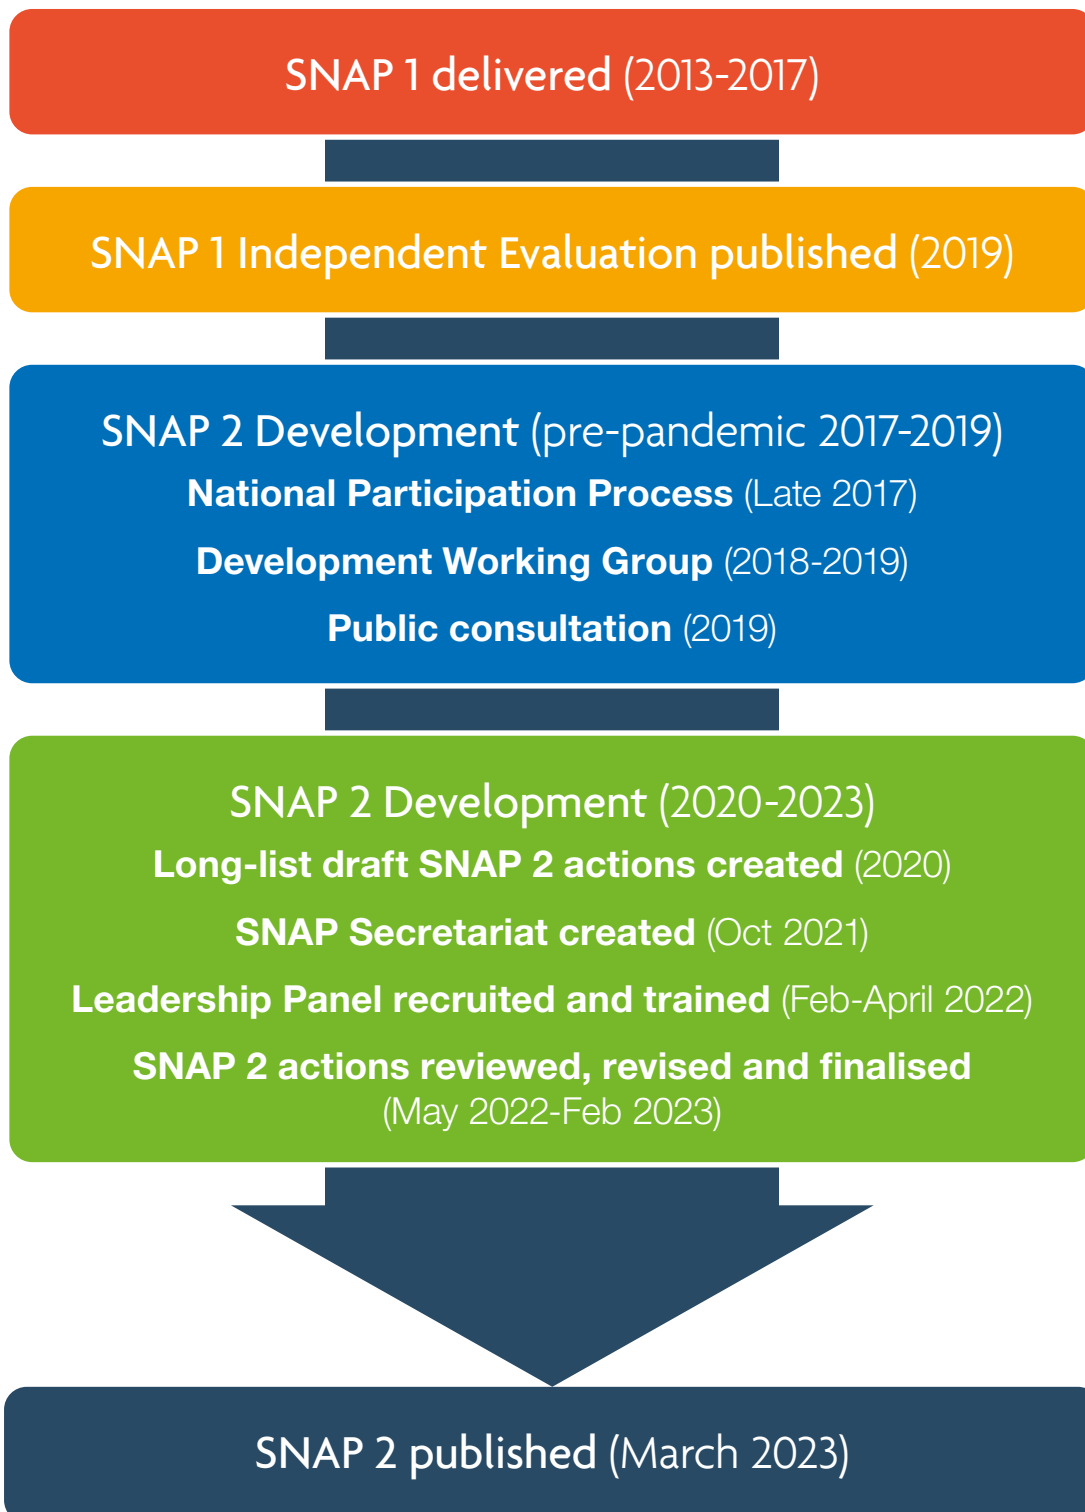 SNAP 1 delivered (2013-2017)
SNAP 1 Independent Evaluation published (2019)
SNAP 2 Development (pre-pandemic 2017-2019)
National Participation Process (Late 2017)
Development Working Group (2018-2019)
Public consultation (2019)
SNAP 2 Development (2020-2023)
Long-list draft SNAP 2 actions created (2020)
SNAP Secretariat created (Oct 2021)
Leadership Panel recruited and trained (Feb-April 2022)
SNAP 2 actions reviewed, revised and finalised
(May 2022-Feb 2023)
SNAP 2 published (March 2023)